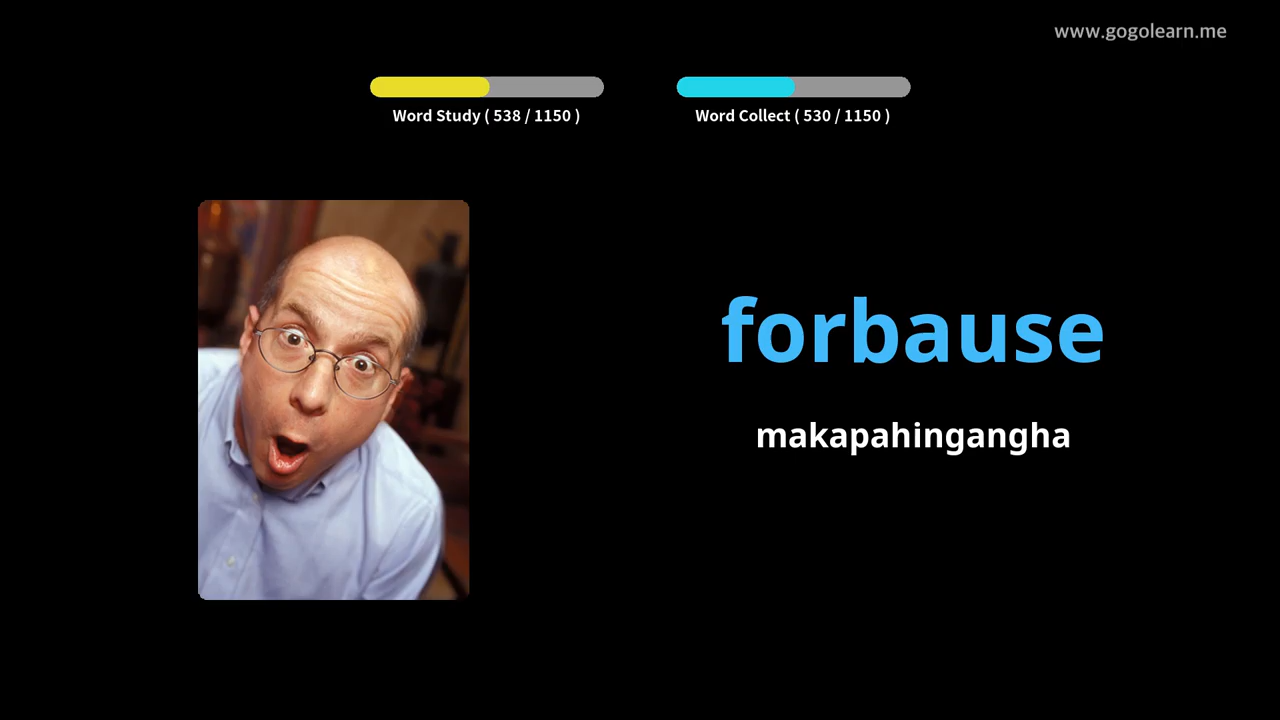 www.gogolearn.me
Word Study ( 538 / 1150 )
Word Collect ( 530 / 1150 )
forbause
makapahingangha